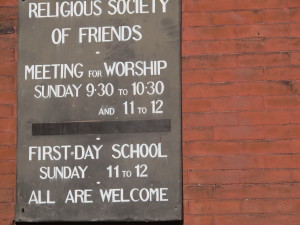 RELIGIOUS SOCIETY
OF FRIENDS
-
MEETING FOR WORSHIP
SUNDAY 9·30 TO 10·30
AND 11 TO 12
-
FIRST-DAY SCHOOL
SUNDAY 11 TO 12
-
ALL ARE WELCOME